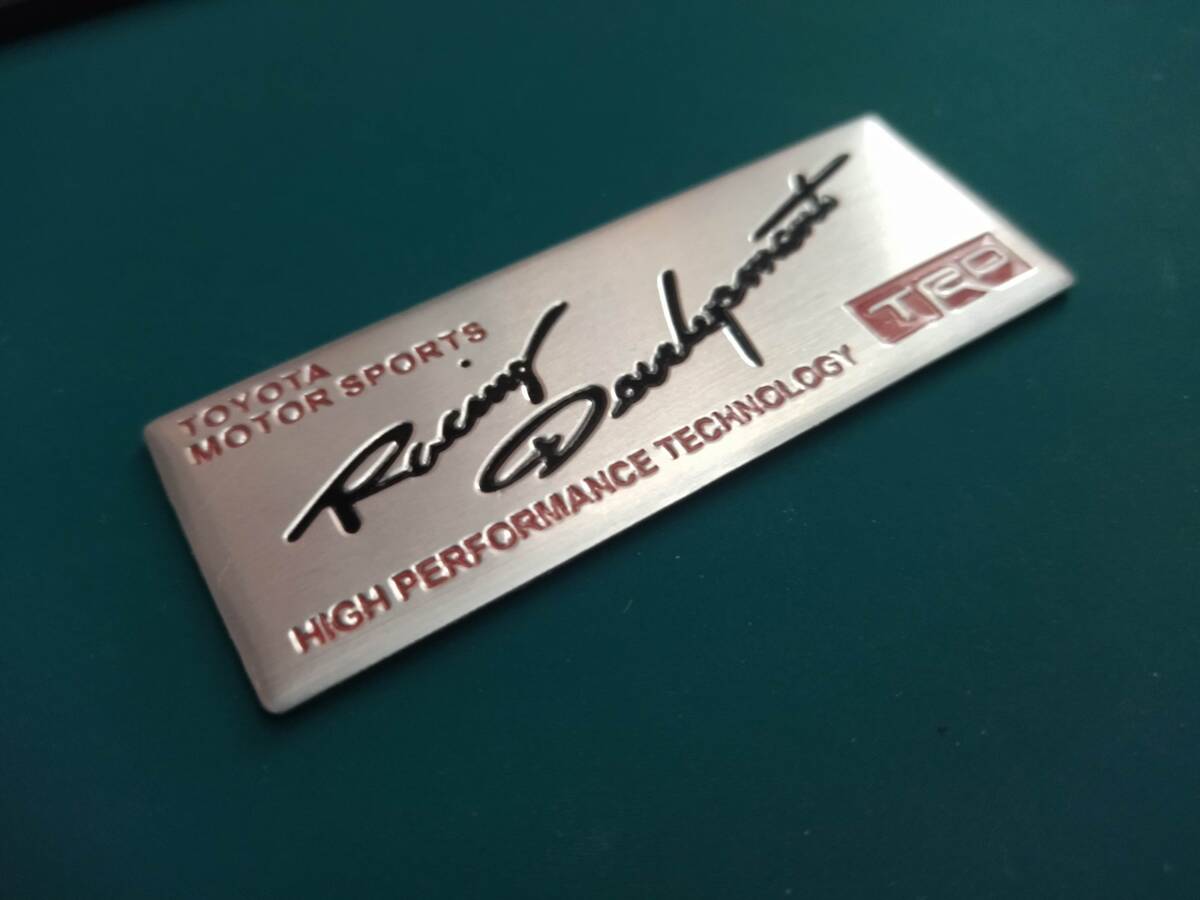 TOYOTA
MOTOR SPORTS
Racing
Development
HIGH PERFORMANCE TECHNOLOGY
TRD